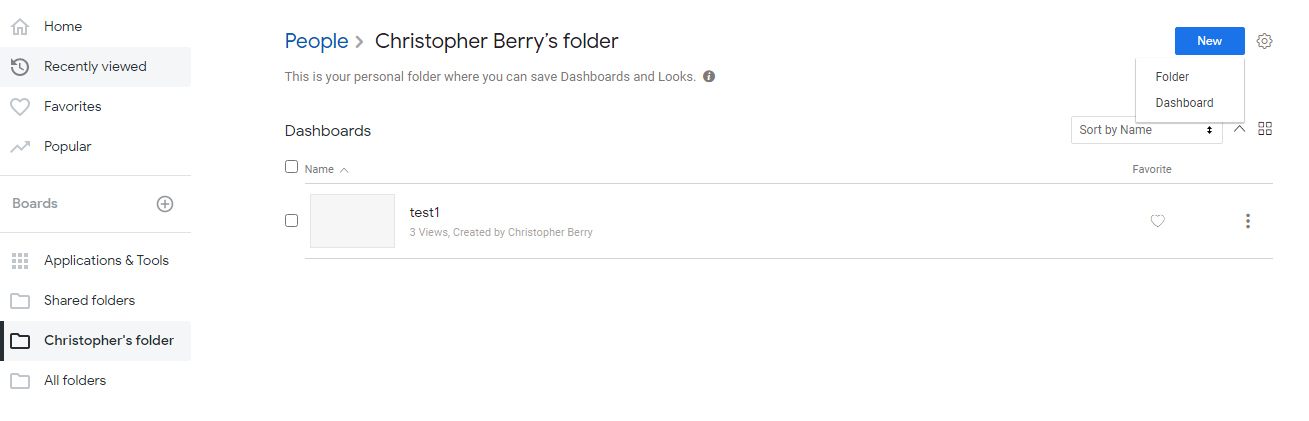 Home
Recently viewed
Favorites
Popular
Boards
Applications & Tools
Shared folders
Christopher's folder
All folders
People > Christopher Berry’s folder
This is your personal folder where you can save Dashboards and Looks.
New
Folder
Dashboard
Dashboards
Sort by Name
Name
Favorite
test1
3 Views, Created by Christopher Berry